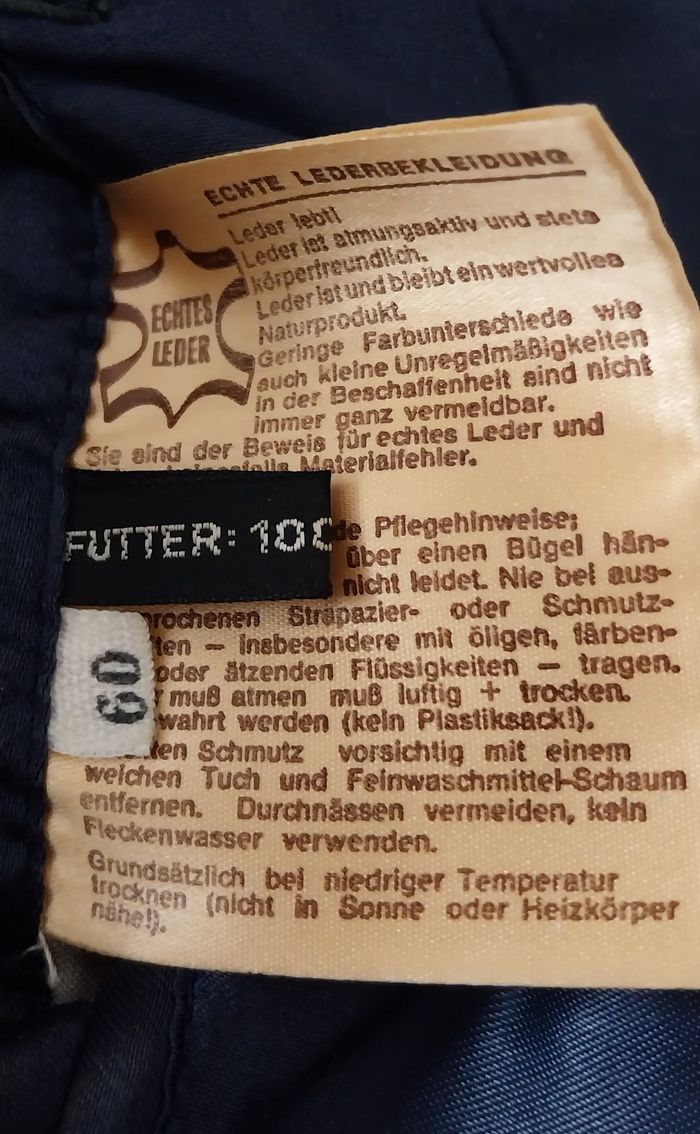 ECHTE LEDERBEKLEIDUNG
ECHTES
LEDER
Leder lebt!
Leder ist atmungsaktiv und stets
körperfreundlich.
Leder ist und bleibt ein wertvolles
Naturprodukt.
Geringe Farbunterschiede wie
auch kleine Unregelmäßigkeiten
in der Beschaffenheit sind nicht
immer ganz vermeidbar.
Sie sind der Beweis für echtes Leder und
Materialfehler.
FUTTER: 100
Pflegehinweise:
über einen Bügel hän-
nicht leidet. Nie bei aus-
Strapazier- oder Schmutz-
– insbesondere mit öligen, färben-
oder ätzenden Flüssigkeiten – tragen.
muß atmen muß luftig + trocken.
wahrt werden (kein Plastiksack!).
60
Schmutz vorsichtig mit einem
weichen Tuch und Feinwaschmittel-Schaum
entfernen. Durchnässen vermeiden, kein
Fleckenwasser verwenden.
Grundsätzlich bei niedriger Temperatur
trocknen (nicht in Sonne oder Heizkörper
nähe!).